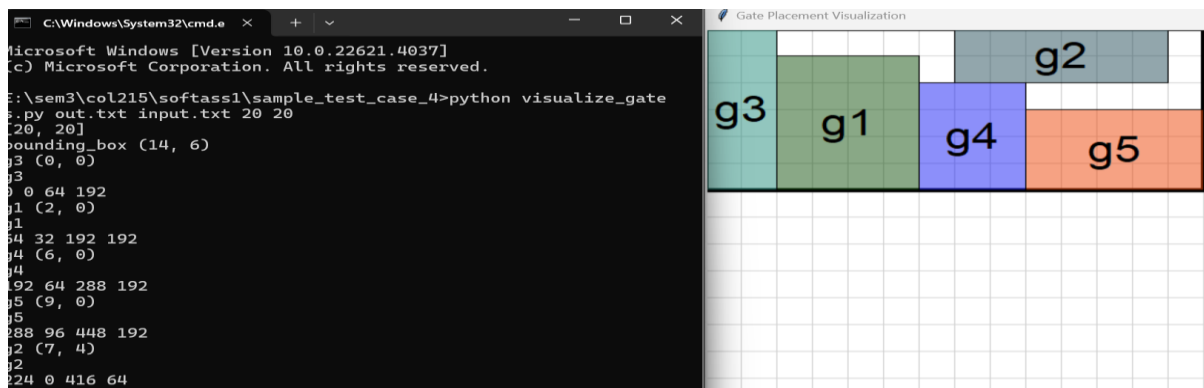 C:\Windows\System32\cmd.e
Microsoft Windows [Version 10.0.22621.4037]
(c) Microsoft Corporation. All rights reserved.
E:\sem3\col215\softass1\sample_test_case_4>python visualize_gate
s.py out.txt input.txt 20 20
[20, 20]
bounding_box (14, 6)
g3 (0, 0)
g3
0 0 64 192
g1 (2, 0)
g1
64 32 192 192
g4 (6, 0)
g4
192 64 288 192
g5 (9, 0)
g5
288 96 448 192
g2 (7, 4)
g2
224 0 416 64
Gate Placement Visualization
g2
g3
g1
g4
g5